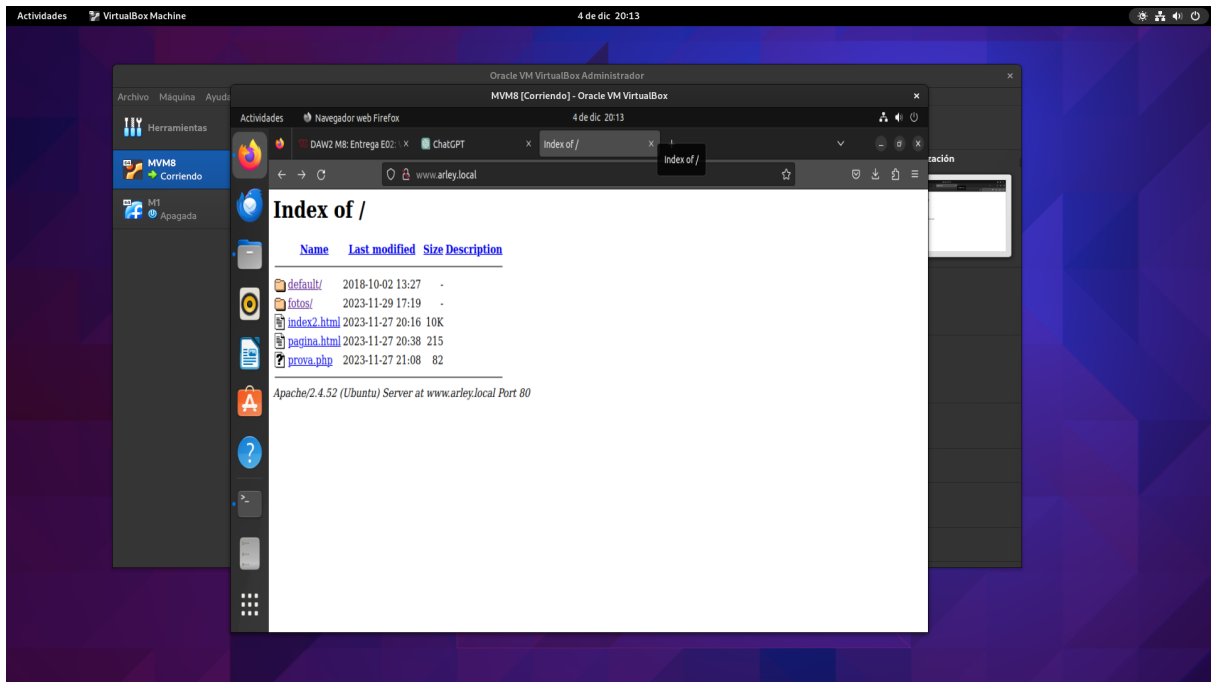 Actividades VirtualBox Machine 4 de dic 20:13
Oracle VM VirtualBox Administrador
Archivo Máquina Ayuda
Herramientas
MVM8
Corriendo
M1
Apagada
MVM8 [Corriendo] - Oracle VM VirtualBox
Actividades Navegador web Firefox 4 de dic 20:13
DAW2 M8: Entrega E02: ChatGPT Index of /
Index of /
www.arley.local
Index of /
Name Last modified Size Description
default/ 2018-10-02 13:27 -
fotos/ 2023-11-29 17:19 -
index2.html 2023-11-27 20:16 10K
pagina.html 2023-11-27 20:38 215
prova.php 2023-11-27 21:08 82
Apache/2.4.52 (Ubuntu) Server at www.arley.local Port 80